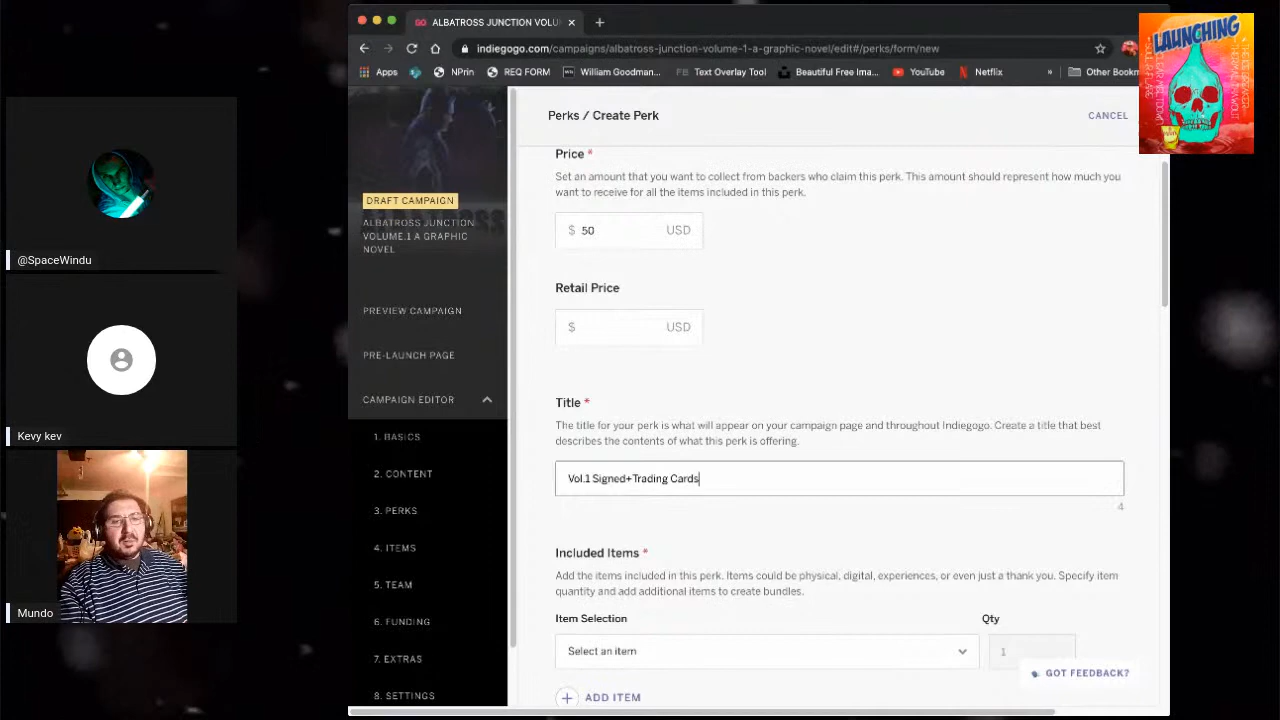 @SpaceWindu
Kevy kev
Mundo
ALBATROSS JUNCTION VOLU
indiegogo.com/campaigns/albatross-junction-volume-1-a-graphic-novel/edit#/perks/form/new
Apps
NPrin
REQ FORM
William Goodman...
Text Overlay Tool
Beautiful Free Ima...
YouTube
Netflix
»
Other Bookm
LAUNCHING
DRAFT CAMPAIGN
ALBATROSS JUNCTION
VOLUME.1 A GRAPHIC
NOVEL
PREVIEW CAMPAIGN
PRE-LAUNCH PAGE
CAMPAIGN EDITOR
1. BASICS
2. CONTENT
3. PERKS
4. ITEMS
5. TEAM
6. FUNDING
7. EXTRAS
8. SETTINGS
Perks / Create Perk
CANCEL
Price *
Set an amount that you want to collect from backers who claim this perk. This amount should represent how much you
want to receive for all the items included in this perk.
$ 50 USD
Retail Price
$ USD
Title *
The title for your perk is what will appear on your campaign page and throughout Indiegogo. Create a title that best
describes the contents of what this perk is offering.
Vol.1 Signed+Trading Cards
4
Included Items *
Add the items included in this perk. Items could be physical, digital, experiences, or even just a thank you. Specify item
quantity and add additional items to create bundles.
Item Selection
Qty
Select an item
1
GOT FEEDBACK?
ADD ITEM